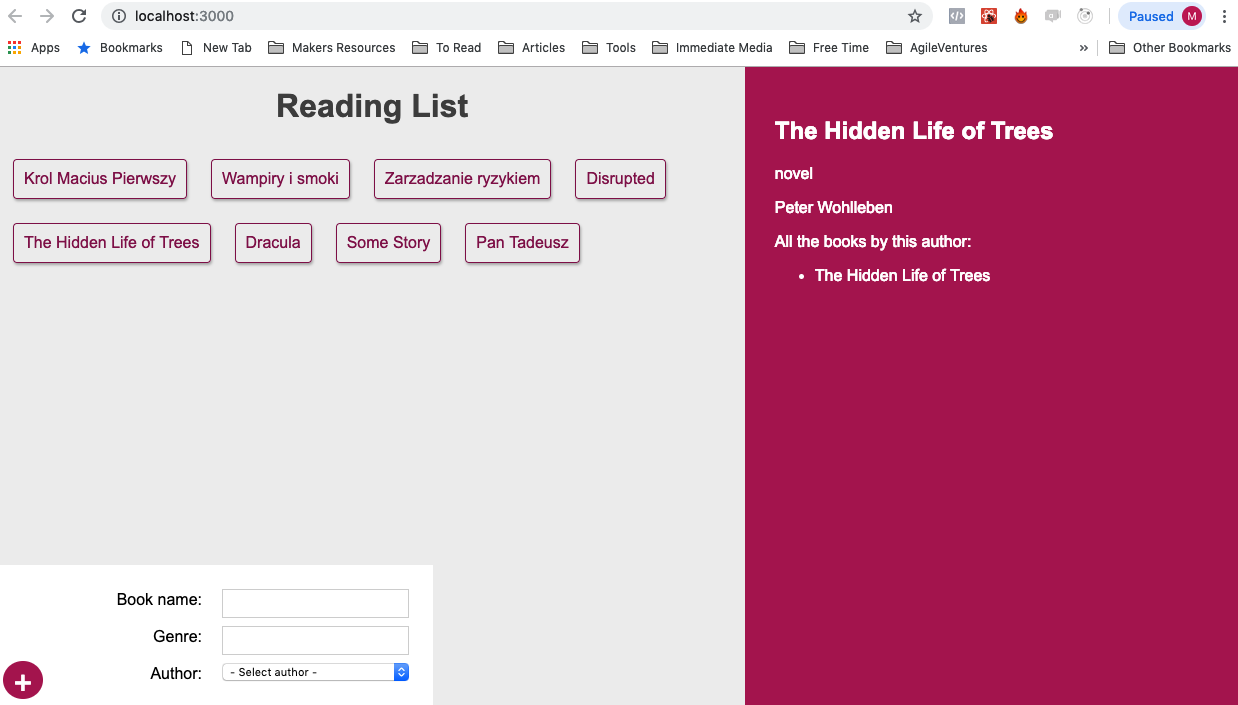 localhost:3000
Paused M
Apps Bookmarks New Tab Makers Resources To Read Articles Tools Immediate Media Free Time AgileVentures » Other Bookmarks
Reading List
Krol Macius Pierwszy Wampiry i smoki Zarzadzanie ryzykiem Disrupted
The Hidden Life of Trees Dracula Some Story Pan Tadeusz
Book name:
Genre:
Author: - Select author -
+
The Hidden Life of Trees
novel
Peter Wohlleben
All the books by this author:
• The Hidden Life of Trees